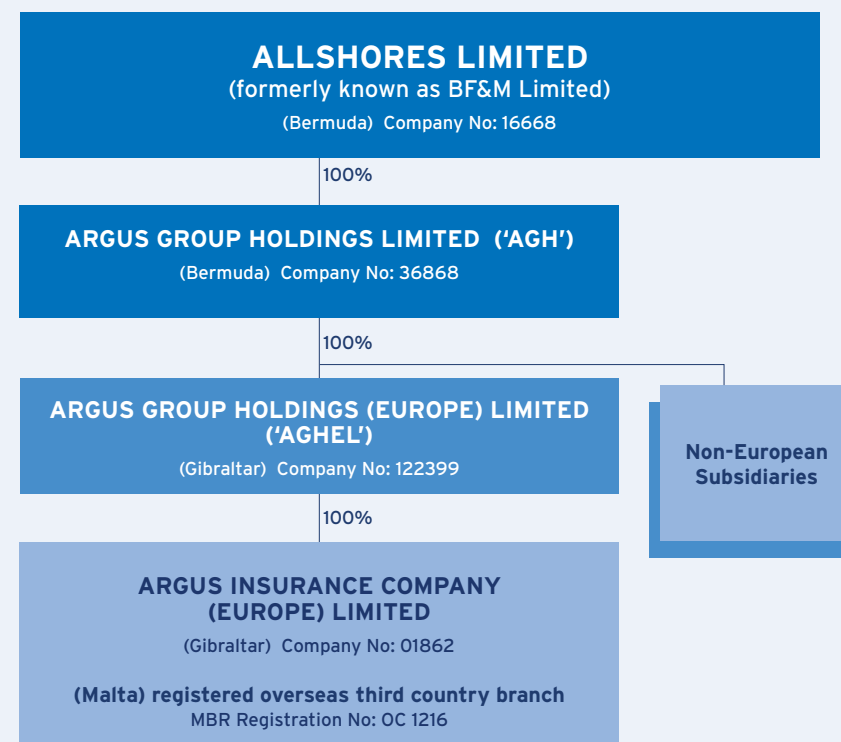 ALLSHORES LIMITED
(formerly known as BF&M Limited)
(Bermuda) Company No: 16668
100%
ARGUS GROUP HOLDINGS LIMITED (‘AGH’)
(Bermuda) Company No: 36868
100%
ARGUS GROUP HOLDINGS (EUROPE) LIMITED
(‘AGHEL’)
(Gibraltar) Company No: 122399
Non-European
Subsidiaries
100%
ARGUS INSURANCE COMPANY
(EUROPE) LIMITED
(Gibraltar) Company No: 01862
(Malta) registered overseas third country branch
MBR Registration No: OC 1216